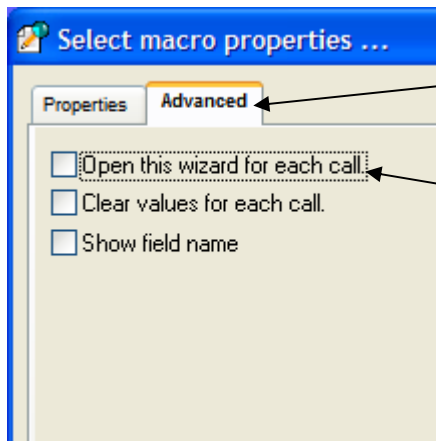 Select macro properties ...
Properties Advanced
Open this wizard for each call.
Clear values for each call.
Show field name